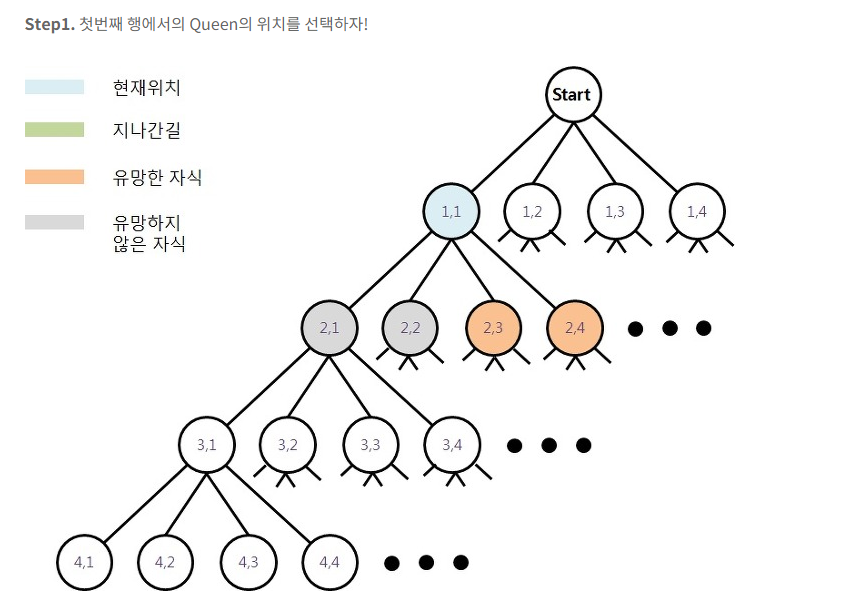 Step1. 첫번째 행에서의 Queen의 위치를 선택하자!
현재위치
지나간길
유망한 자식
유망하지
않은 자식
Start
1,1
1,2
1,3
1,4
2,1
2,2
2,3
2,4
3,1
3,2
3,3
3,4
4,1
4,2
4,3
4,4